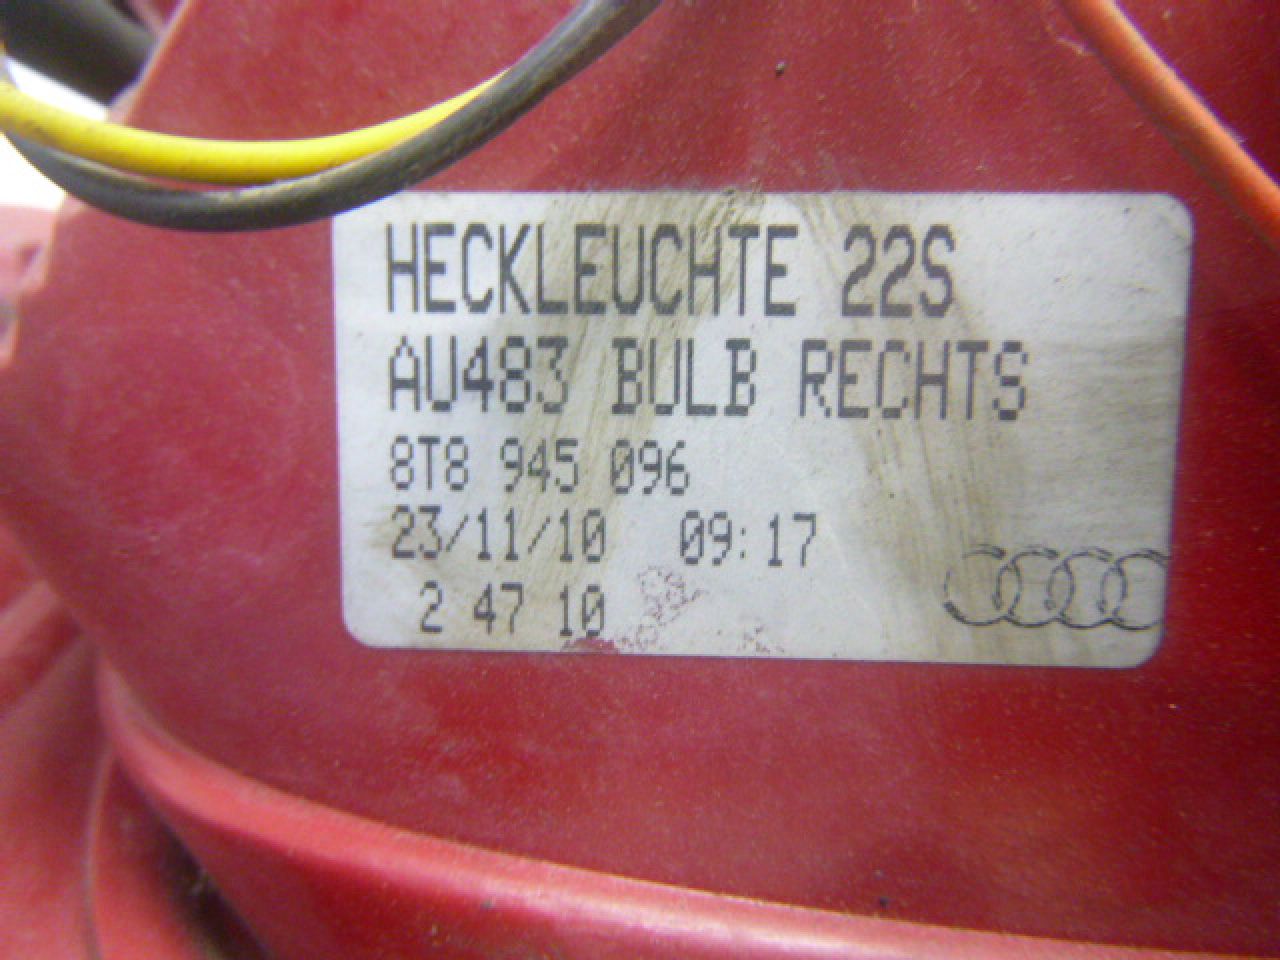 HECKLEUCHTE 22S
AU483 BULB RECHTS
8T8 945 096
23/11/10 09:17
2 47 10